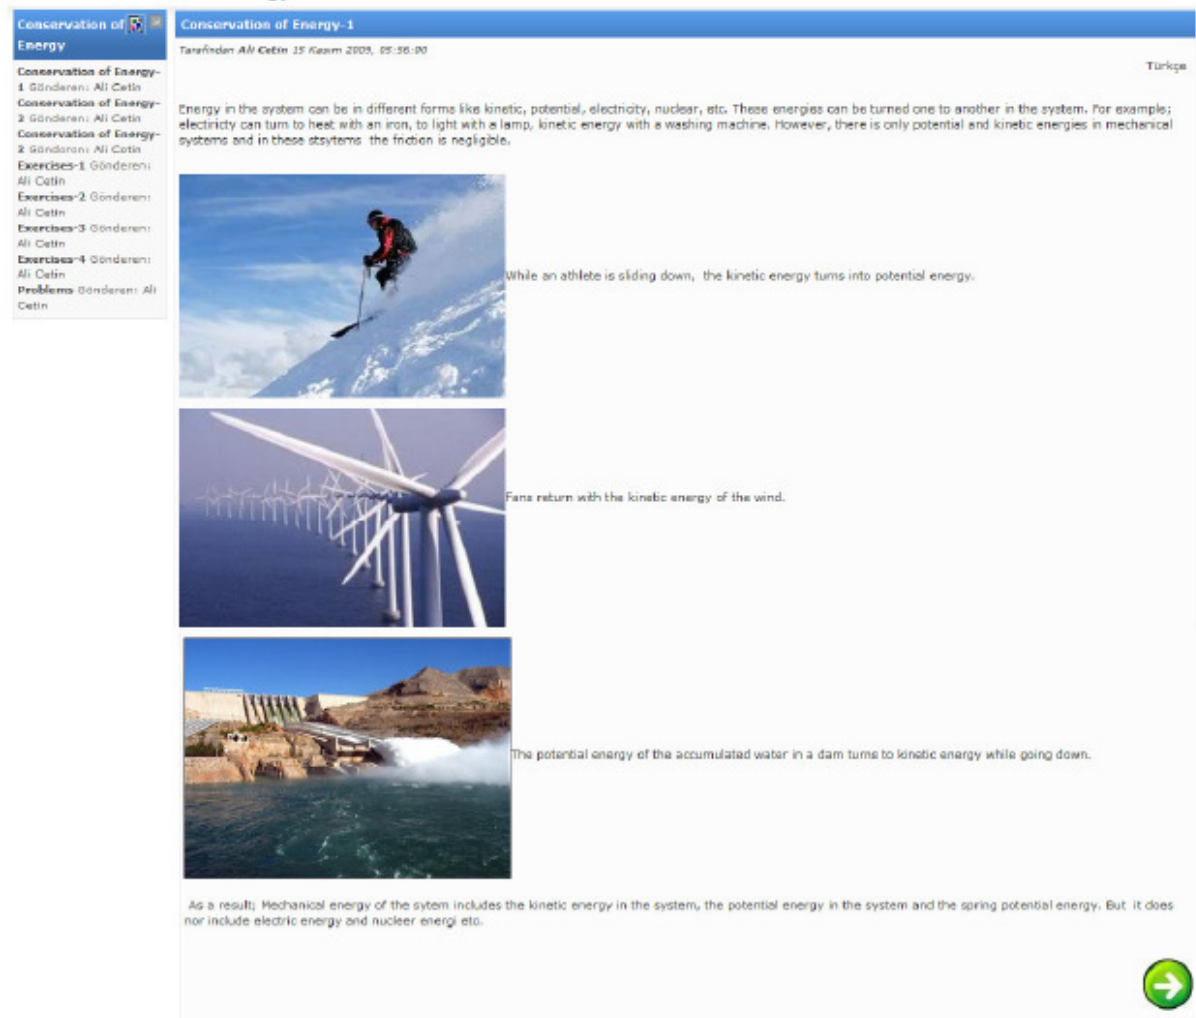 Conservation of
Energy
Conservation of Energy-
1 Gönderen: Ali Cetin
Conservation of Energy-
2 Gönderen: Ali Cetin
Conservation of Energy-
3 Gönderen: Ali Cetin
Exercises-1 Gönderen:
Ali Cetin
Exercises-2 Gönderen:
Ali Cetin
Exercises-3 Gönderen:
Ali Cetin
Exercises-4 Gönderen:
Ali Cetin
Problems Gönderen: Ali
Cetin
Conservation of Energy-1
Tarafından Ali Cetin 15 Kasım 2009, 05:56:00
Türkçe
Energy in the system can be in different forms like kinetic, potential, electricity, nuclear, etc. These energies can be turned one to another in the system. For example;
electiricty can turn to heat with an iron, to light with a lamp, kinetic energy with a washing machine. However, there is only potential and kinetic energies in mechanical
systems and in these stsytems the friction is negligible.
While an athlete is sliding down, the kinetic energy turns into potential energy.
Fans return with the kinetic energy of the wind.
The potential energy of the accumulated water in a dam turns to kinetic energy while going down.
As a result; Mechanical energy of the sytem includes the kinetic energy in the system, the potential energy in the system and the spring potential energy. But it does
nor include electric energy and nucleer energi etc.